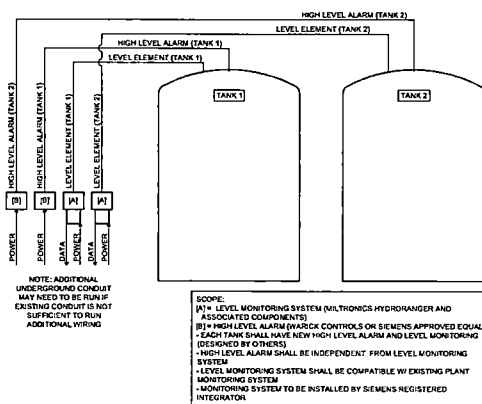 HIGH LEVEL ALARM (TANK 2)
LEVEL ELEMENT (TANK 2)
HIGH LEVEL ALARM (TANK 1)
LEVEL ELEMENT (TANK 1)
TANK 1
TANK 2
HIGH LEVEL ALARM (TANK 2)
HIGH LEVEL ALARM (TANK 1)
LEVEL ELEMENT (TANK 1)
LEVEL ELEMENT (TANK 2)
[B]
[B]
[A]
[A]
POWER
POWER
DATA
POWER
DATA
POWER
NOTE: ADDITIONAL
UNDERGROUND CONDUIT
MAY NEED TO BE RUN IF
EXISTING CONDUIT IS NOT
SUFFICIENT TO RUN
ADDITIONAL WIRING
SCOPE:
[A] = LEVEL MONITORING SYSTEM (MILTRONICS HYDRORANGER AND
ASSOCIATED COMPONENTS)
[B] = HIGH LEVEL ALARM (WARICK CONTROLS OR SIEMENS APPROVED EQUAL
- EACH TANK SHALL HAVE NEW HIGH LEVEL ALARM AND LEVEL MONITORING
(DESIGNED BY OTHERS)
- HIGH LEVEL ALARM SHALL BE INDEPENDENT FROM LEVEL MONITORING
SYSTEM
- LEVEL MONITORING SYSTEM SHALL BE COMPATIBLE W/ EXISTING PLANT
MONITORING SYSTEM
- MONITORING SYSTEM TO BE INSTALLED BY SIEMENS REGISTERED
INTEGRATOR